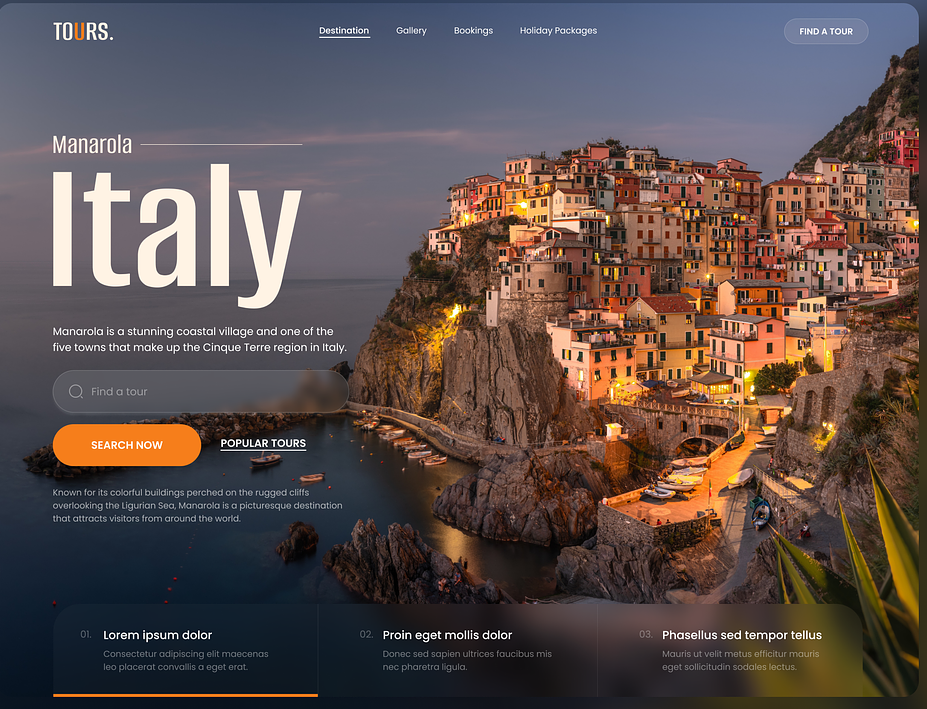 TOURS.
Destination
Gallery
Bookings
Holiday Packages
FIND A TOUR
Manarola
Italy
Manarola is a stunning coastal village and one of the
five towns that make up the Cinque Terre region in Italy.
Find a tour
SEARCH NOW
POPULAR TOURS
Known for its colorful buildings perched on the rugged cliffs
overlooking the Ligurian Sea, Manarola is a picturesque destination
that attracts visitors from around the world.
01.
Lorem ipsum dolor
Consectetur adipiscing elit maecenas
leo placerat convallis a eget erat.
02.
Proin eget mollis dolor
Donec sed sapien ultrices faucibus mis
nec pharetra ligula.
03.
Phasellus sed tempor tellus
Mauris ut velit metus efficitur mauris
eget sollicitudin sodales lectus.